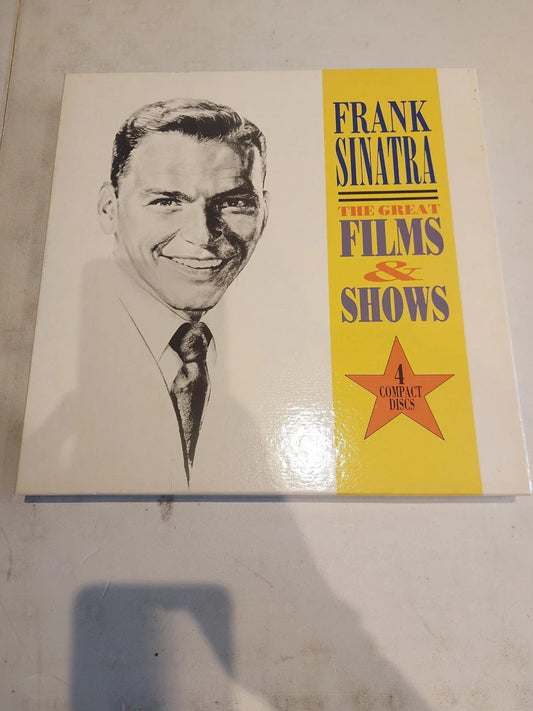 FRANK
SINATRA
THE GREAT
FILMS
&
SHOWS
4
COMPACT
DISCS